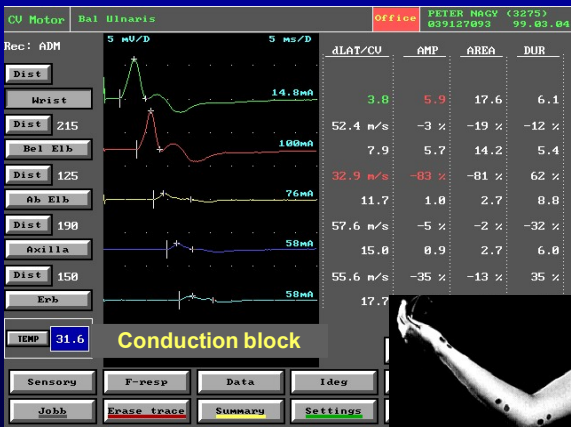 CV Motor Bal Ulnaris Office PETER NAGY (3275)
039127093 99.03.04
Rec: ADM 5 mV/D 5 ms/D dLAT/CV AMP AREA DUR
Dist
Wrist 14.8mA 3.8 5.9 17.6 6.1
Dist 215 52.4 m/s -3 % -19 % -12 %
Bel Elb 100mA 7.9 5.7 14.2 5.4
Dist 125 32.9 m/s -83 % -81 % 62 %
Ab Elb 76mA 11.7 1.0 2.7 8.8
Dist 190 57.6 m/s -5 % -2 % -32 %
Axilla 58mA 15.0 0.9 2.7 6.0
Dist 150 55.6 m/s -35 % -13 % 35 %
Erb 58mA 17.7
TEMP 31.6 Conduction block
Sensory F-resp Data Ideg
Jobb Erase trace Summary Settings